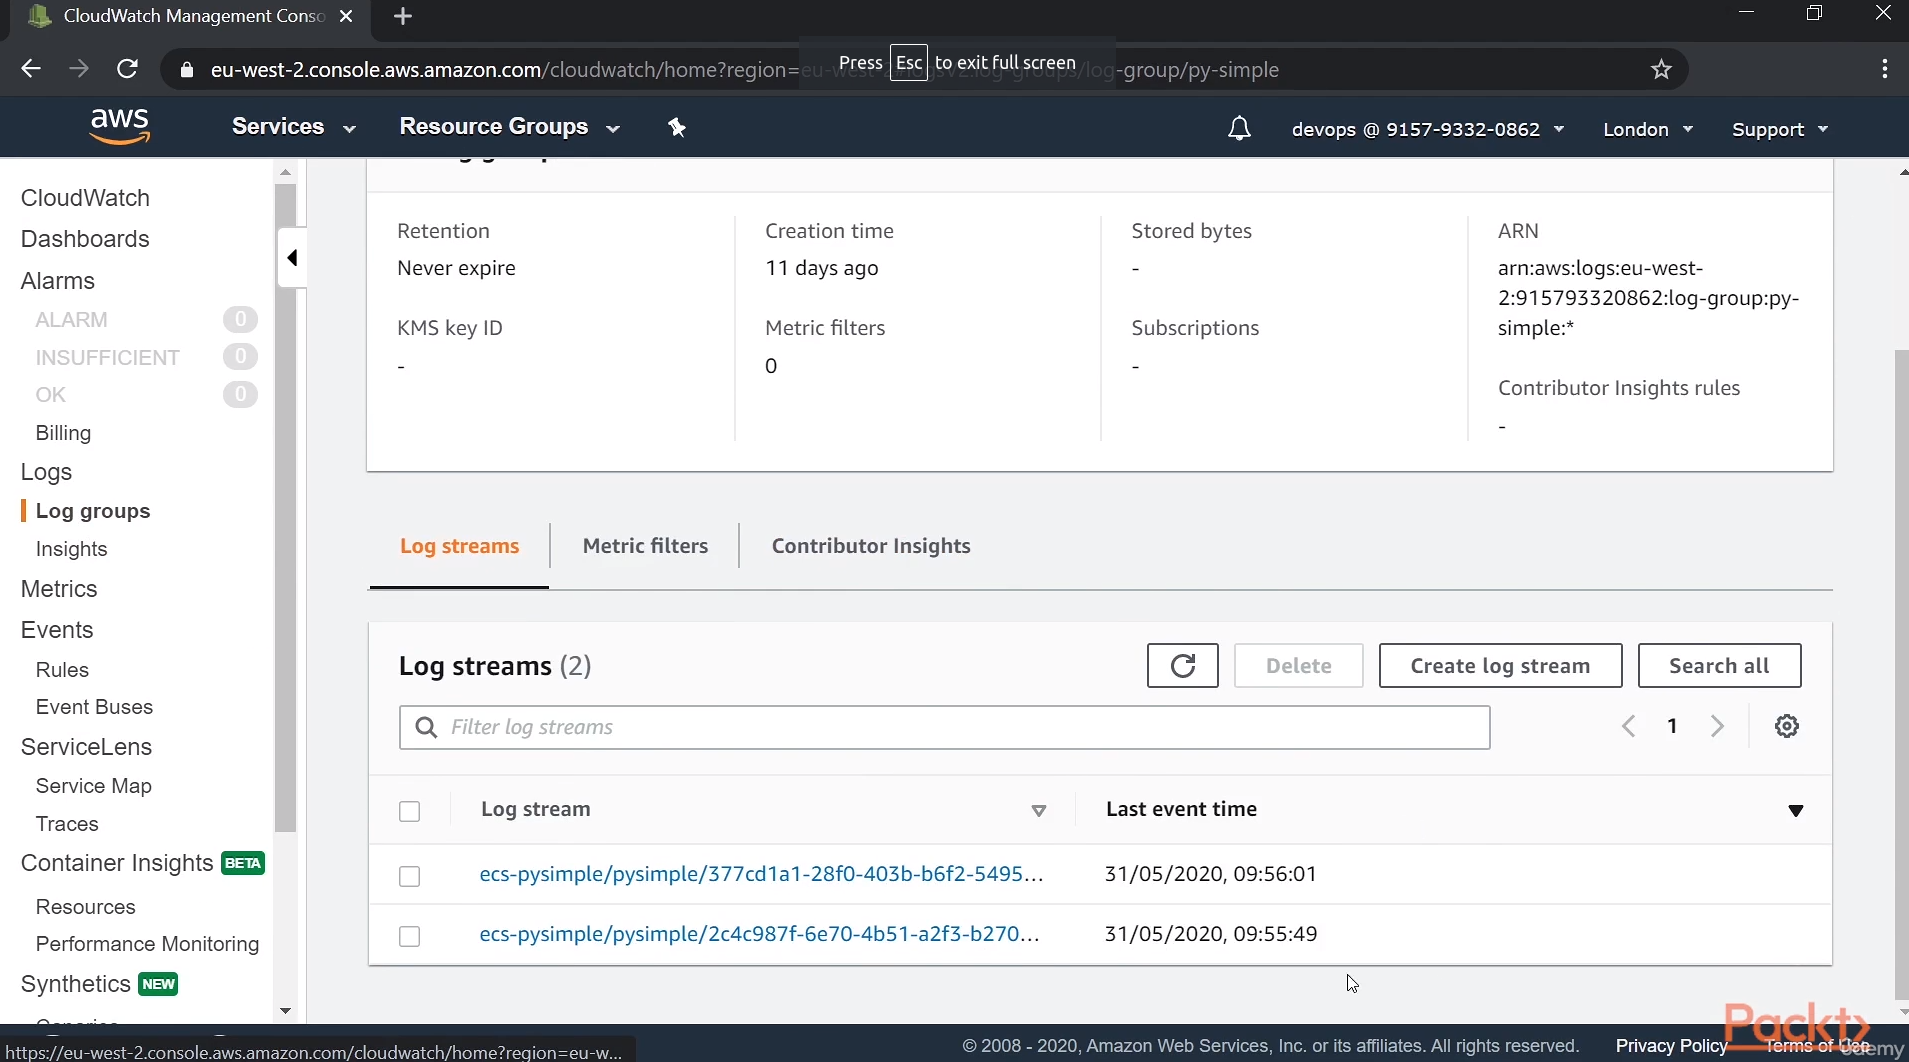 CloudWatch Management Conso
Press Esc to exit full screen
eu-west-2.console.aws.amazon.com/cloudwatch/home?region=eu-west-2#logsV2:log-groups/log-group/py-simple
aws
Services
Resource Groups
devops @ 9157-9332-0862
London
Support
CloudWatch
Dashboards
Alarms
ALARM 0
INSUFFICIENT 0
OK 0
Billing
Logs
Log groups
Insights
Metrics
Events
Rules
Event Buses
ServiceLens
Service Map
Traces
Container Insights BETA
Resources
Performance Monitoring
Synthetics NEW
Retention
Never expire
KMS key ID
-
Creation time
11 days ago
Metric filters
0
Stored bytes
-
Subscriptions
-
ARN
arn:aws:logs:eu-west-
2:915793320862:log-group:py-
simple:*
Contributor Insights rules
-
Log streams
Metric filters
Contributor Insights
Log streams (2)
Delete
Create log stream
Search all
Filter log streams
1
Log stream
Last event time
ecs-pysimple/pysimple/377cd1a1-28f0-403b-b6f2-5495...
31/05/2020, 09:56:01
ecs-pysimple/pysimple/2c4c987f-6e70-4b51-a2f3-b270...
31/05/2020, 09:55:49
https://eu-west-2.console.aws.amazon.com/cloudwatch/home?region=eu-w...
© 2008 - 2020, Amazon Web Services, Inc. or its affiliates. All rights reserved.
Privacy Policy
Terms of Use
Packt>
Udemy